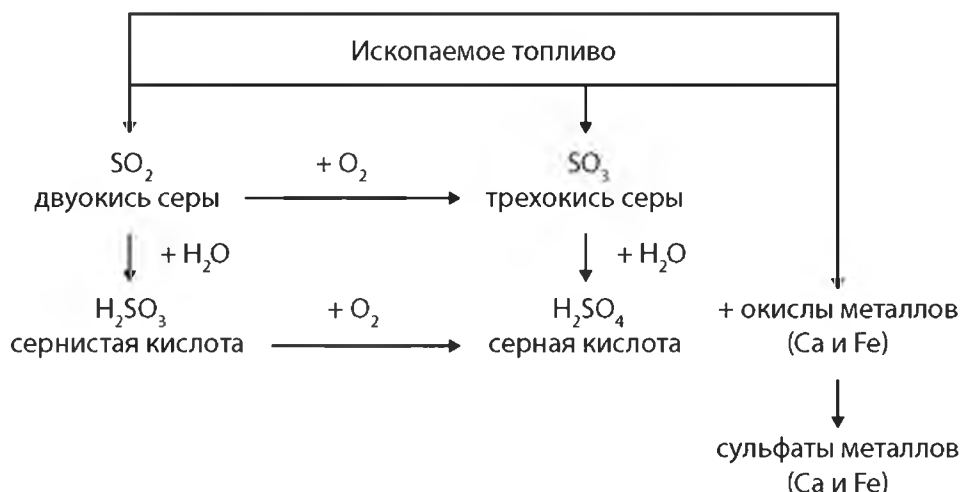 Ископаемое топливо
SO₂ + O₂ SO₃
двуокись серы трехокись серы
+ H₂O + H₂O
H₂SO₃ + O₂ H₂SO₄ + окислы металлов
сернистая кислота серная кислота (Ca и Fe)
сульфаты металлов
(Ca и Fe)